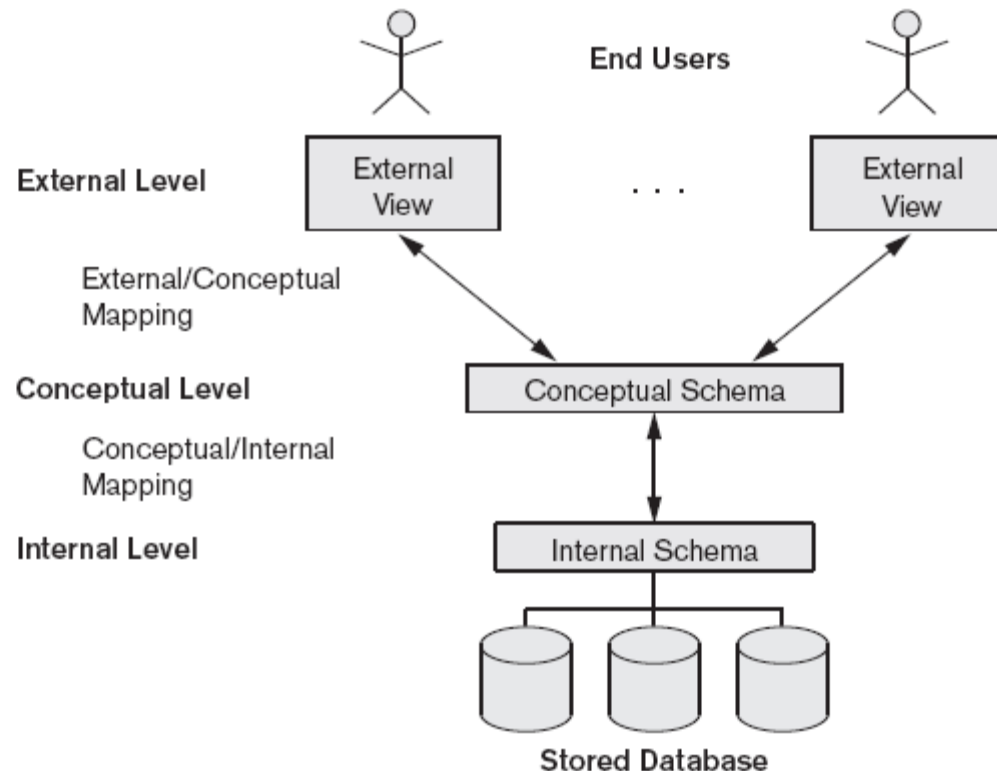 End Users
External Level
External
View
. . .
External
View
External/Conceptual
Mapping
Conceptual Level
Conceptual Schema
Conceptual/Internal
Mapping
Internal Level
Internal Schema
Stored Database